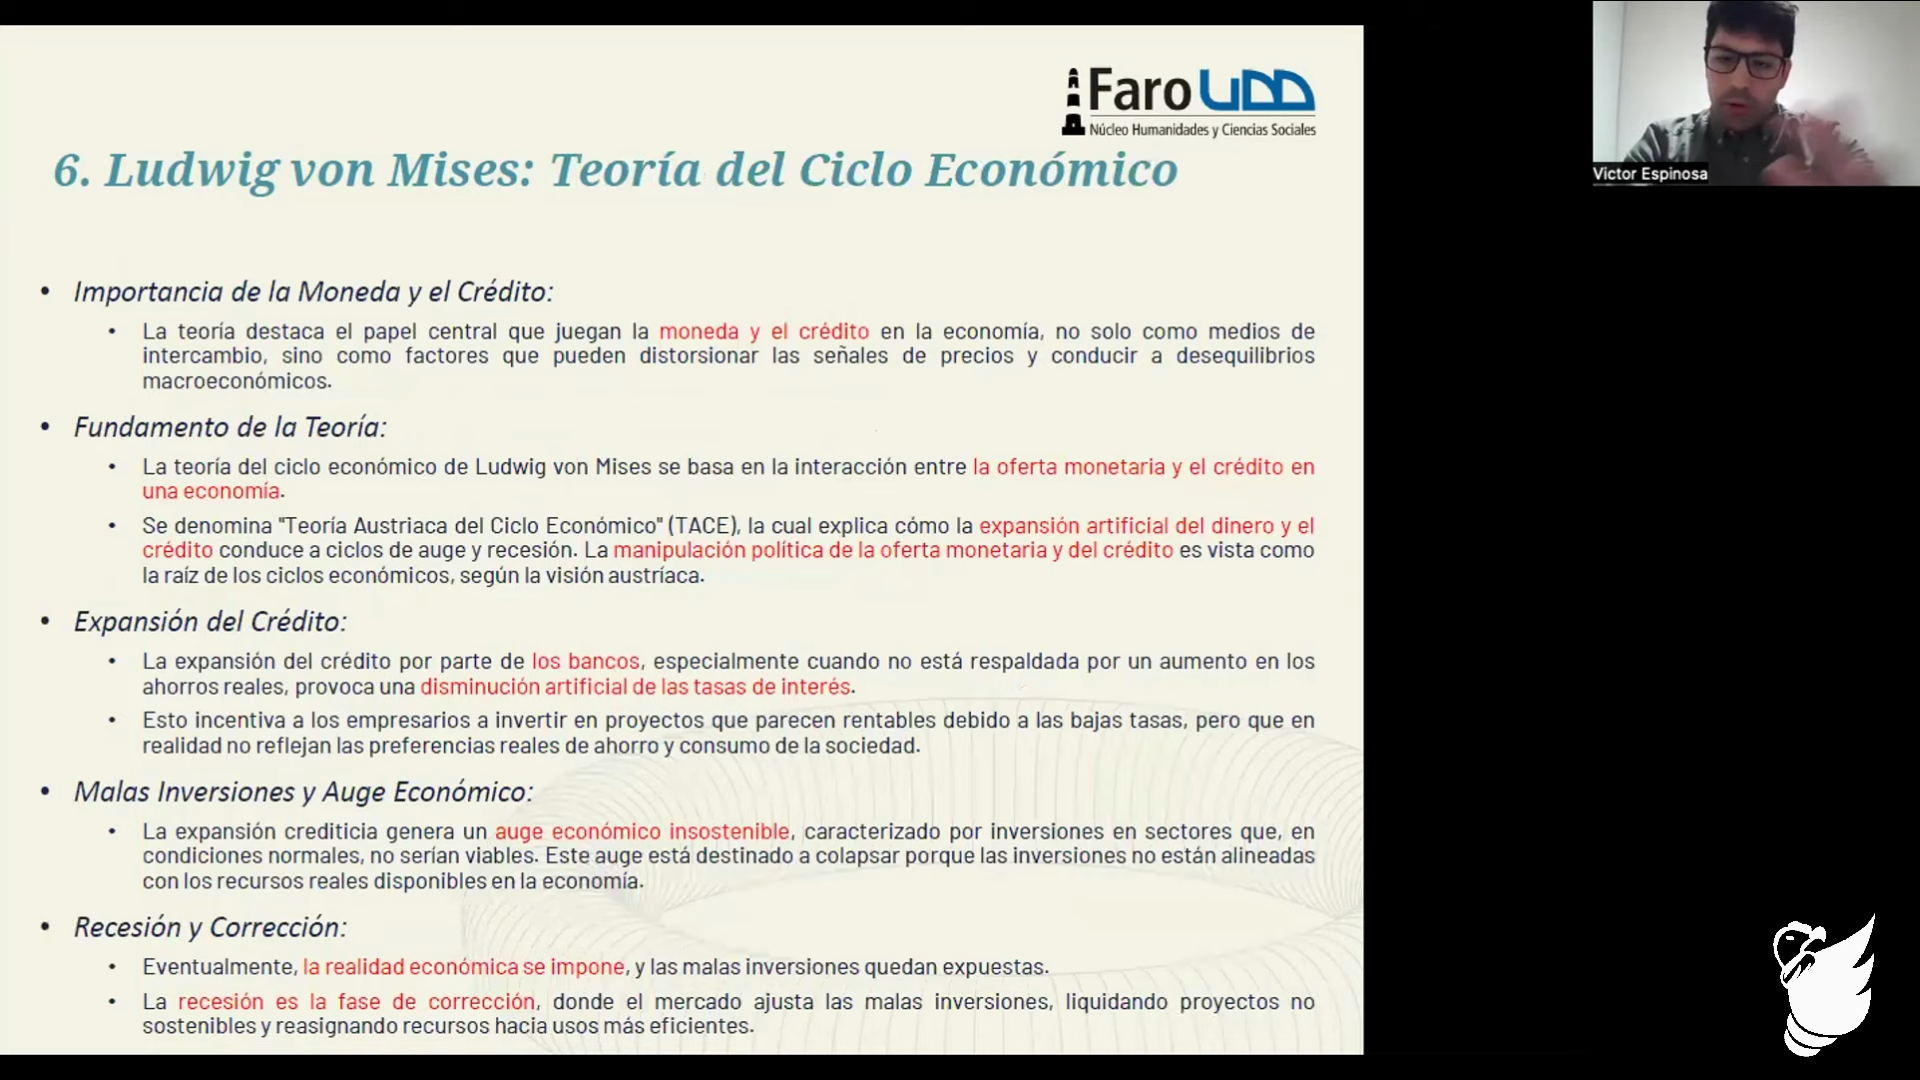 Faro UDD
Núcleo Humanidades y Ciencias Sociales
Victor Espinosa
6. Ludwig von Mises: Teoría del Ciclo Económico
• Importancia de la Moneda y el Crédito:
• La teoría destaca el papel central que juegan la moneda y el crédito en la economía, no solo como medios de
intercambio, sino como factores que pueden distorsionar las señales de precios y conducir a desequilibrios
macroeconómicos.
• Fundamento de la Teoría:
• La teoría del ciclo económico de Ludwig von Mises se basa en la interacción entre la oferta monetaria y el crédito en
una economía.
• Se denomina "Teoría Austriaca del Ciclo Económico" (TACE), la cual explica cómo la expansión artificial del dinero y el
crédito conduce a ciclos de auge y recesión. La manipulación política de la oferta monetaria y del crédito es vista como
la raíz de los ciclos económicos, según la visión austríaca.
• Expansión del Crédito:
• La expansión del crédito por parte de los bancos, especialmente cuando no está respaldada por un aumento en los
ahorros reales, provoca una disminución artificial de las tasas de interés.
• Esto incentiva a los empresarios a invertir en proyectos que parecen rentables debido a las bajas tasas, pero que en
realidad no reflejan las preferencias reales de ahorro y consumo de la sociedad.
• Malas Inversiones y Auge Económico:
• La expansión crediticia genera un auge económico insostenible, caracterizado por inversiones en sectores que, en
condiciones normales, no serían viables. Este auge está destinado a colapsar porque las inversiones no están alineadas
con los recursos reales disponibles en la economía.
• Recesión y Corrección:
• Eventualmente, la realidad económica se impone, y las malas inversiones quedan expuestas.
• La recesión es la fase de corrección, donde el mercado ajusta las malas inversiones, liquidando proyectos no
sostenibles y reasignando recursos hacia usos más eficientes.